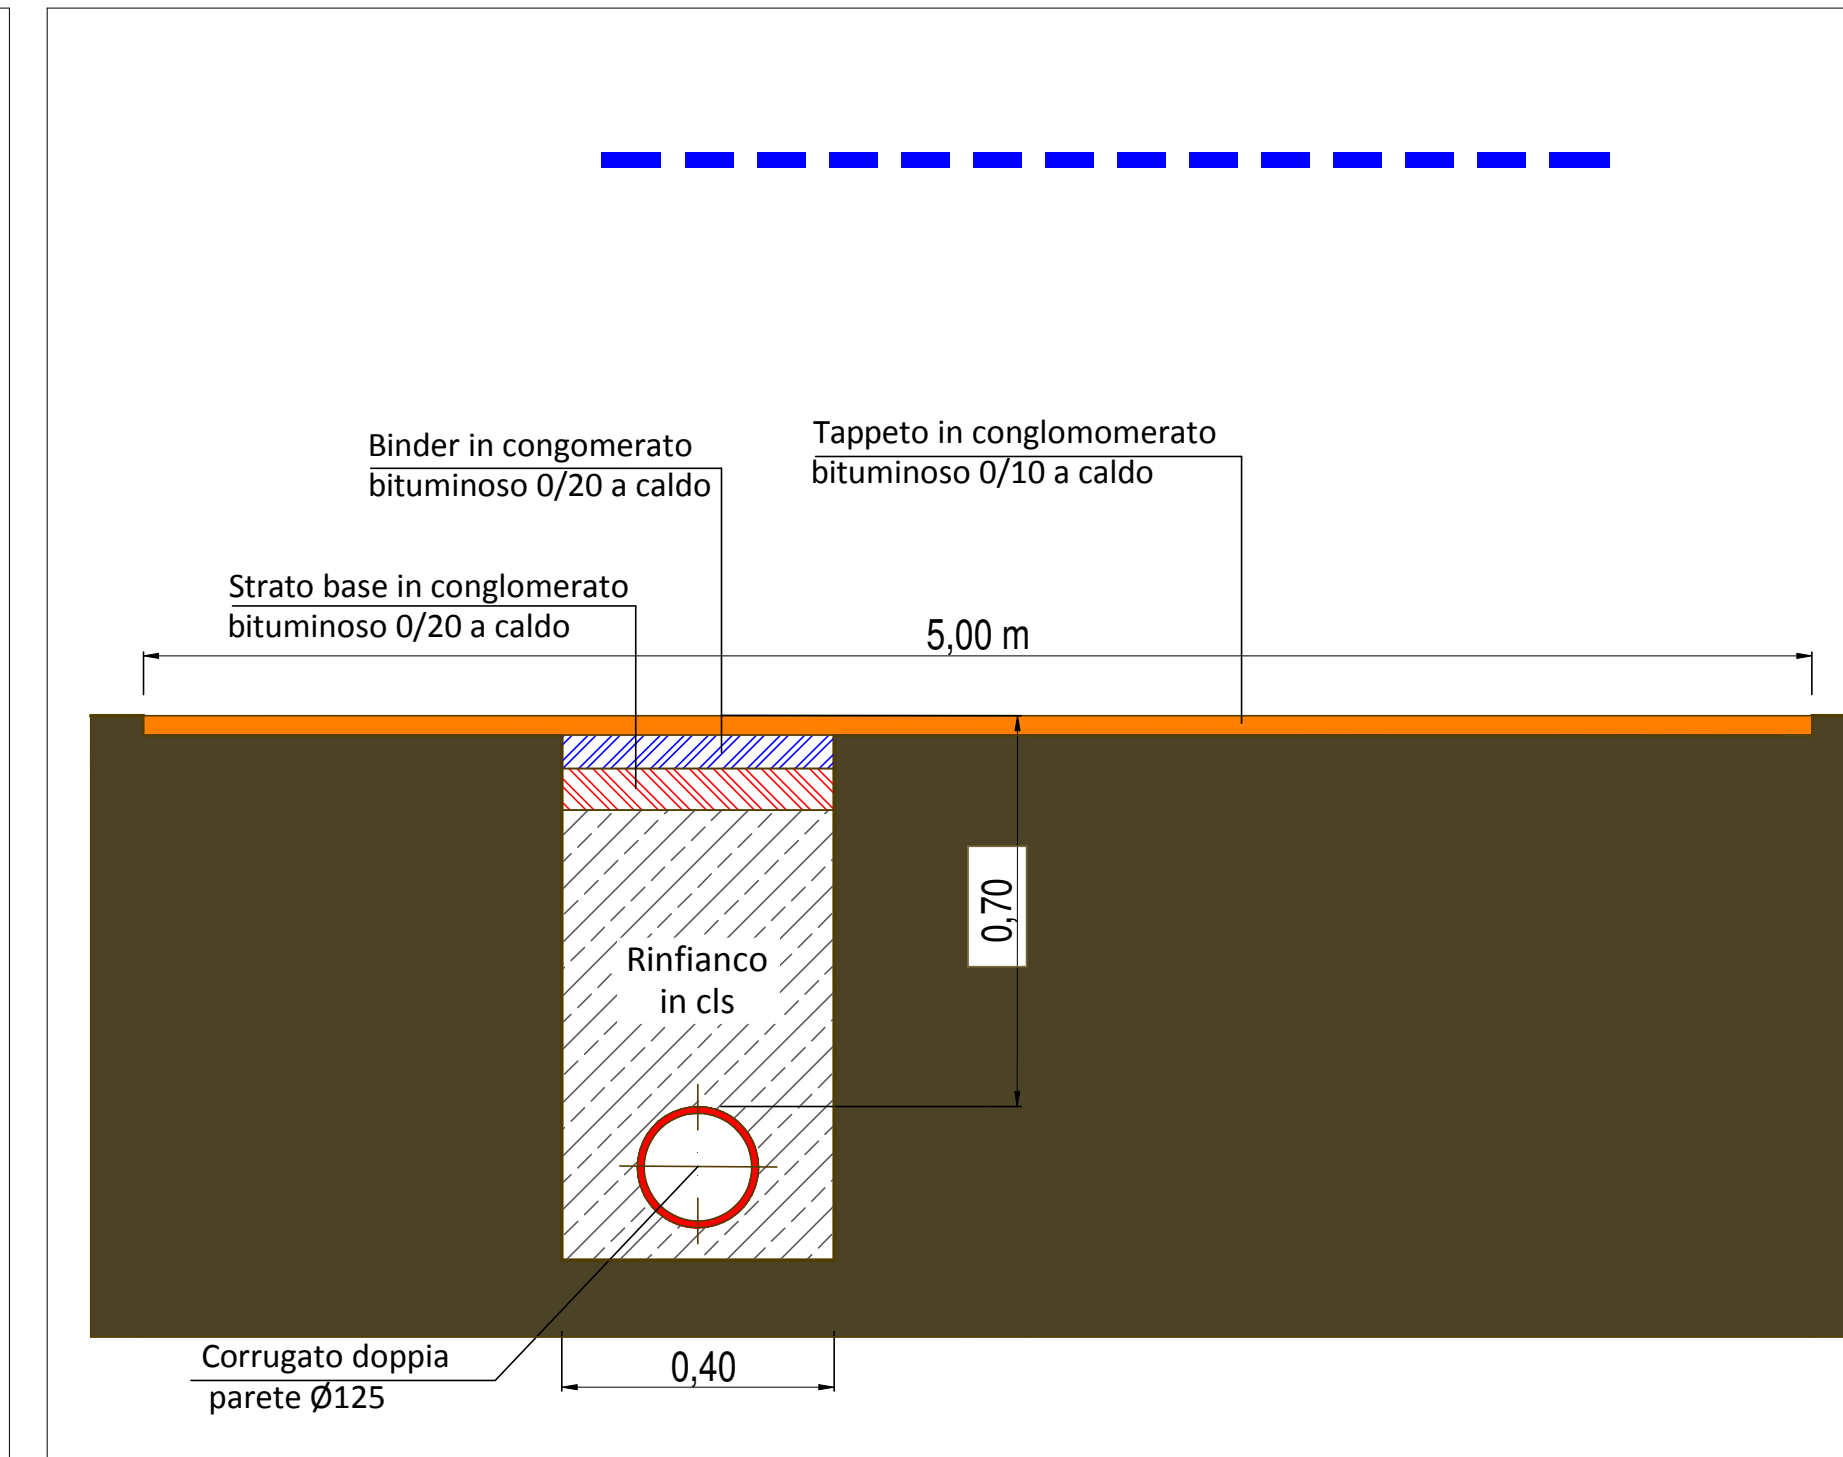 Binder in congomerato
bituminoso 0/20 a caldo
Tappeto in conglomomerato
bituminoso 0/10 a caldo
Strato base in conglomerato
bituminoso 0/20 a caldo
5,00 m
0,70
Rinfianco
in cls
Corrugato doppia
parete Ø125
0,40